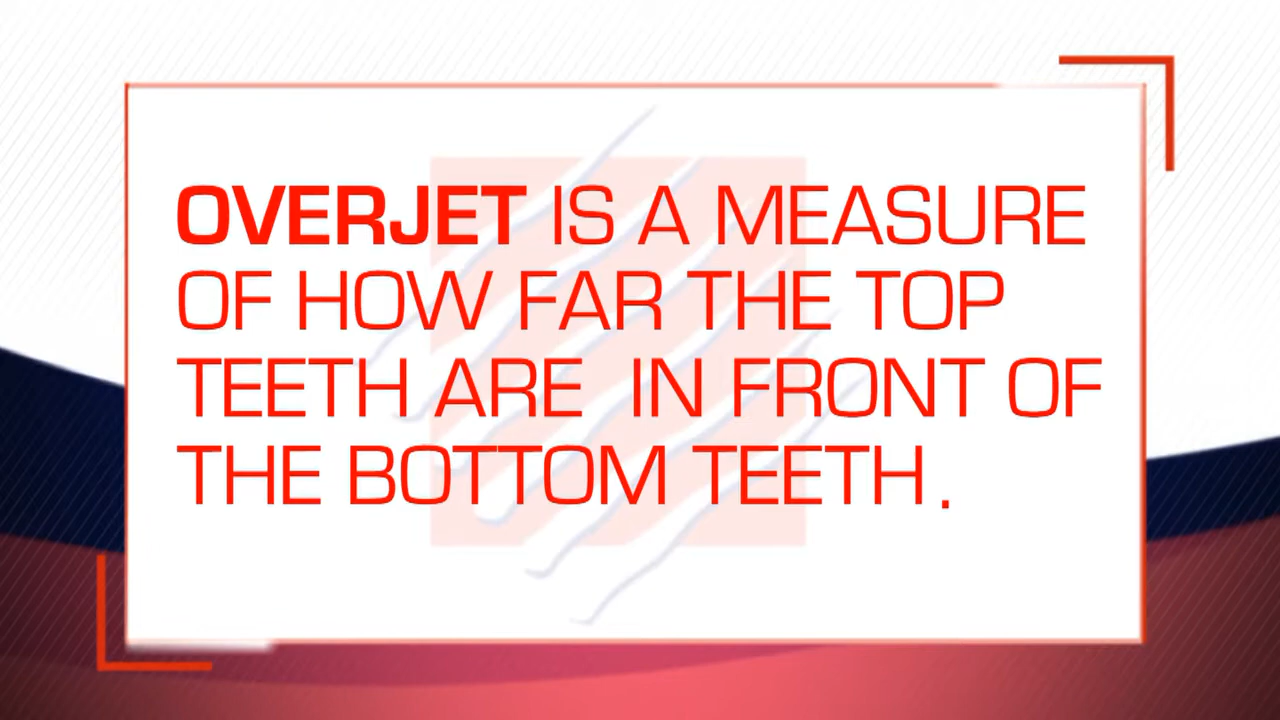 OVERJET IS A MEASURE
OF HOW FAR THE TOP
TEETH ARE  IN FRONT OF
THE BOTTOM TEETH .